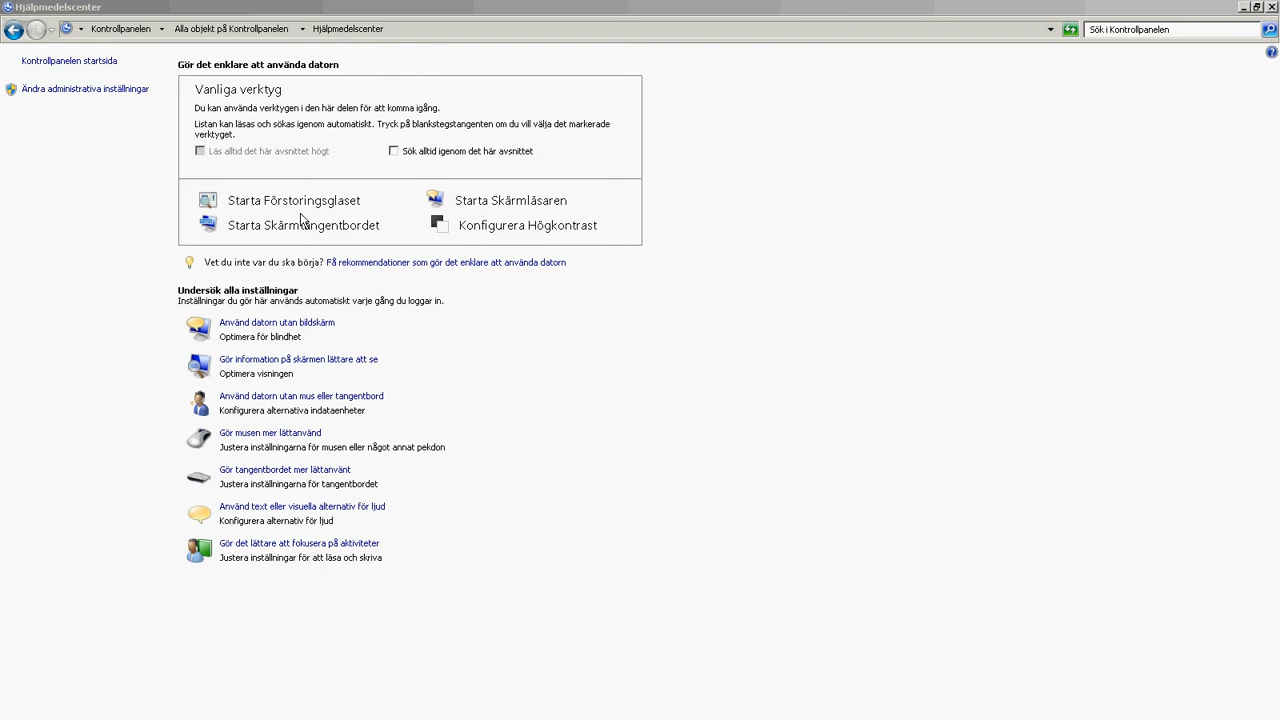 Hjälpmedelscenter
Kontrollpanelen Alla objekt på Kontrollpanelen Hjälpmedelscenter Sök i Kontrollpanelen
Kontrollpanelen startsida
Ändra administrativa inställningar
Gör det enklare att använda datorn
Vanliga verktyg
Du kan använda verktygen i den här delen för att komma igång.
Listan kan läsas och sökas igenom automatiskt. Tryck på blankstegstangenten om du vill välja det markerade
verktyget.
Läs alltid det här avsnittet högt Sök alltid igenom det här avsnittet
Starta Förstoringsglaset Starta Skärmläsaren
Starta Skärmtangentbordet Konfigurera Högkontrast
Vet du inte var du ska börja? Få rekommendationer som gör det enklare att använda datorn
Undersök alla inställningar
Inställningar du gör här används automatiskt varje gång du loggar in.
Använd datorn utan bildskärm
Optimera för blindhet
Gör information på skärmen lättare att se
Optimera visningen
Använd datorn utan mus eller tangentbord
Konfigurera alternativa indataenheter
Gör musen mer lättanvänd
Justera inställningarna för musen eller något annat pekdon
Gör tangentbordet mer lättanvänt
Justera inställningarna för tangentbordet
Använd text eller visuella alternativ för ljud
Konfigurera alternativ för ljud
Gör det lättare att fokusera på aktiviteter
Justera inställningar för att läsa och skriva